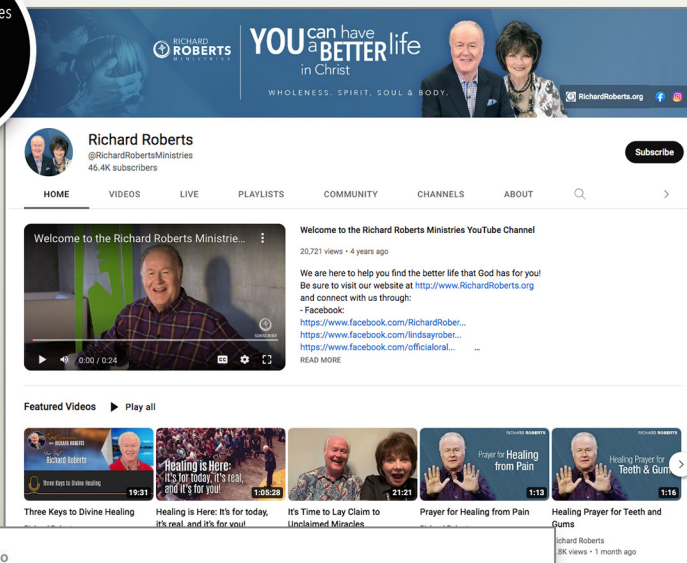 es
RICHARD
ROBERTS
MINISTRIES
YOU can have
a BETTER life
in Christ
WHOLENESS. SPIRIT, SOUL & BODY.
RichardRoberts.org
Richard Roberts
@RichardRobertsMinistries
46.4K subscribers
Subscribe
HOME VIDEOS LIVE PLAYLISTS COMMUNITY CHANNELS ABOUT
Welcome to the Richard Roberts Ministrie...
SUBSCRIBE
0:00 / 0:24
CC
Welcome to the Richard Roberts Ministries YouTube Channel
20,721 views • 4 years ago
We are here to help you find the better life that God has for you!
Be sure to visit our website at http://www.RichardRoberts.org
and connect with us through:
- Facebook:
https://www.facebook.com/RichardRober...
https://www.facebook.com/lindsayrober...
https://www.facebook.com/officialoral... ...
READ MORE
Featured Videos Play all
RICHARD ROBERTS
Richard Roberts
Three Keys to Divine Healing
19:31
Healing is Here:
It's for today, it's real,
and it's for you!
1:05:28
21:21
RICHARD ROBERTS
Prayer for Healing
from Pain
1:13
RICHARD ROBERTS
Healing Prayer for
Teeth & Gum
1:16
Three Keys to Divine Healing
Healing is Here: It's for today,
it's real, and it's for you!
It's Time to Lay Claim to
Unclaimed Miracles
Prayer for Healing from Pain
Healing Prayer for Teeth and
Gums
ichard Roberts
.8K views • 1 month ago
o